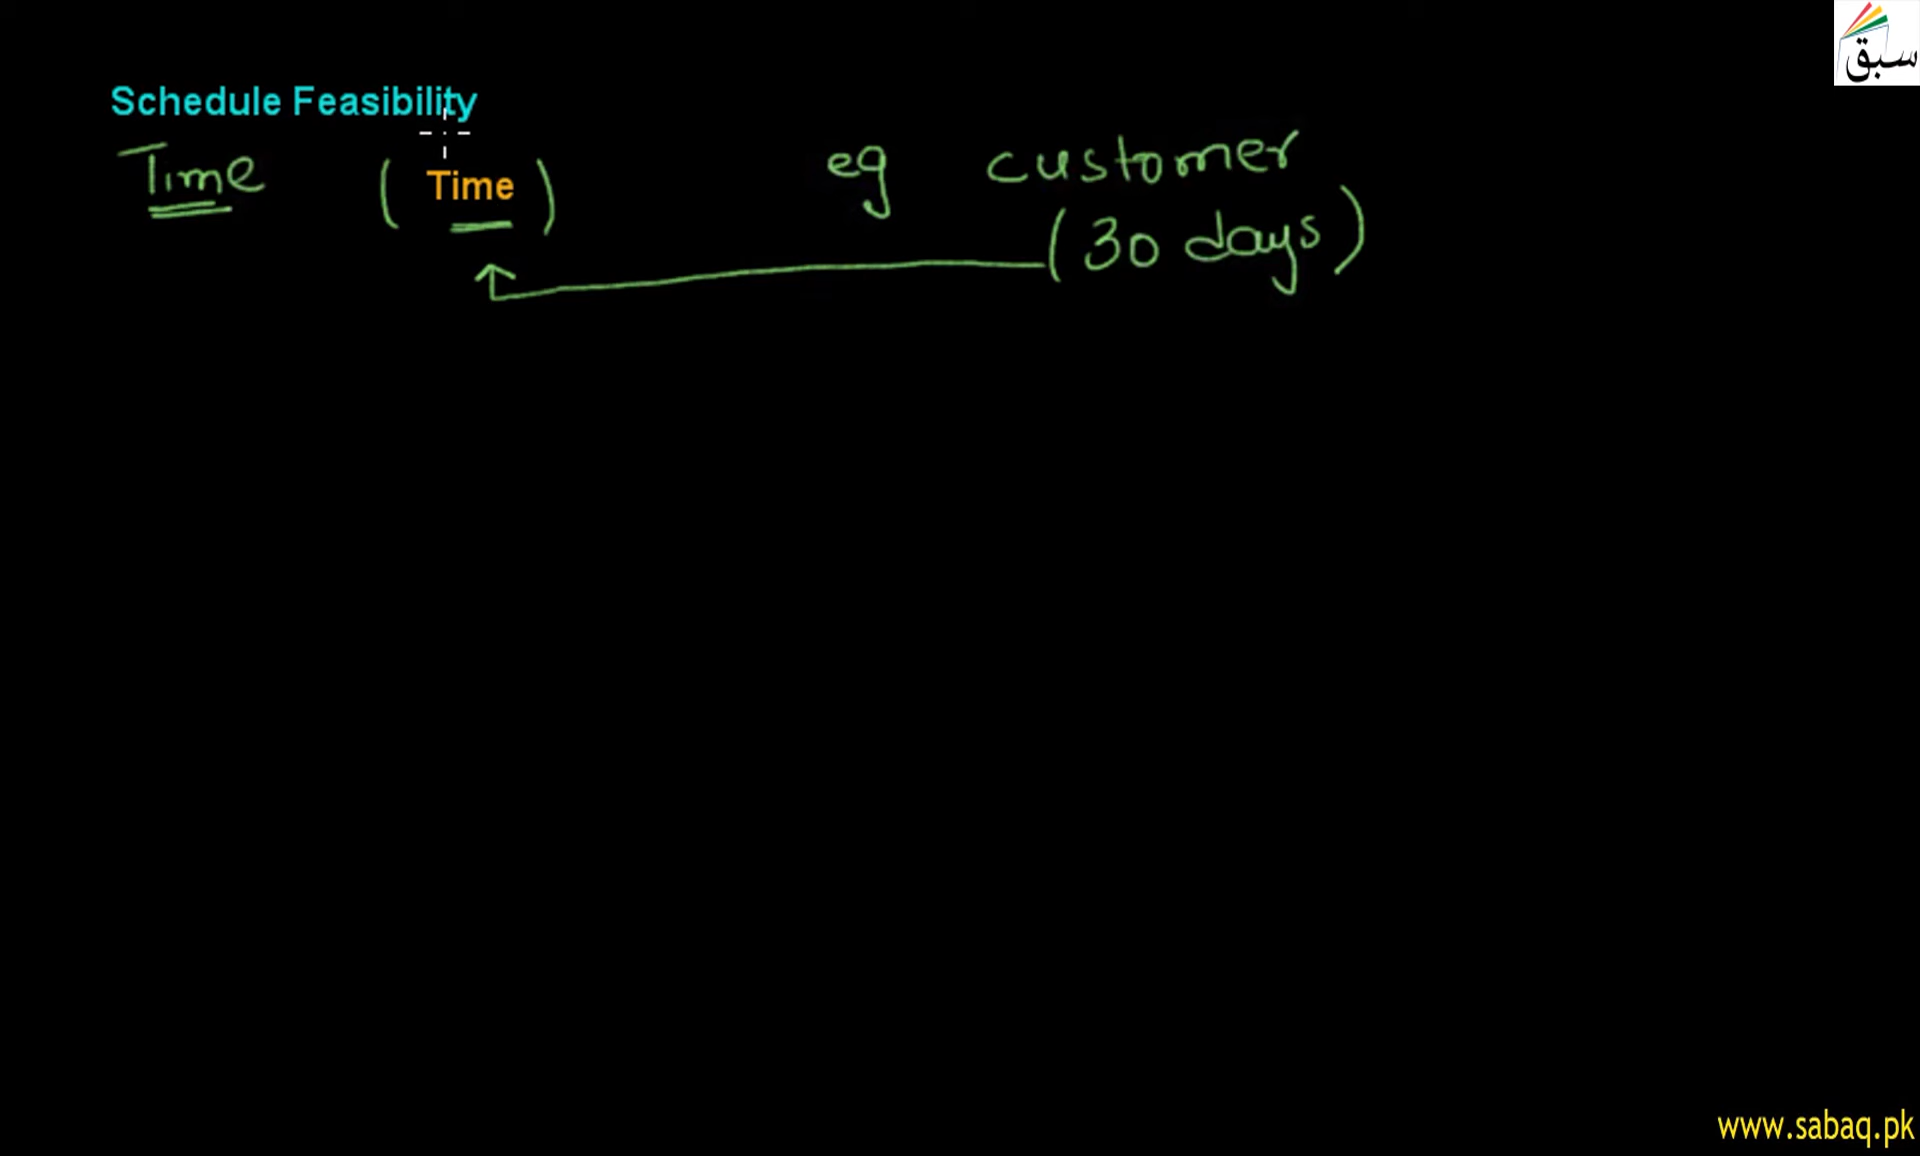 سبق
Schedule Feasibility
Time ( Time ) eg customer
(30 days)
www.sabaq.pk